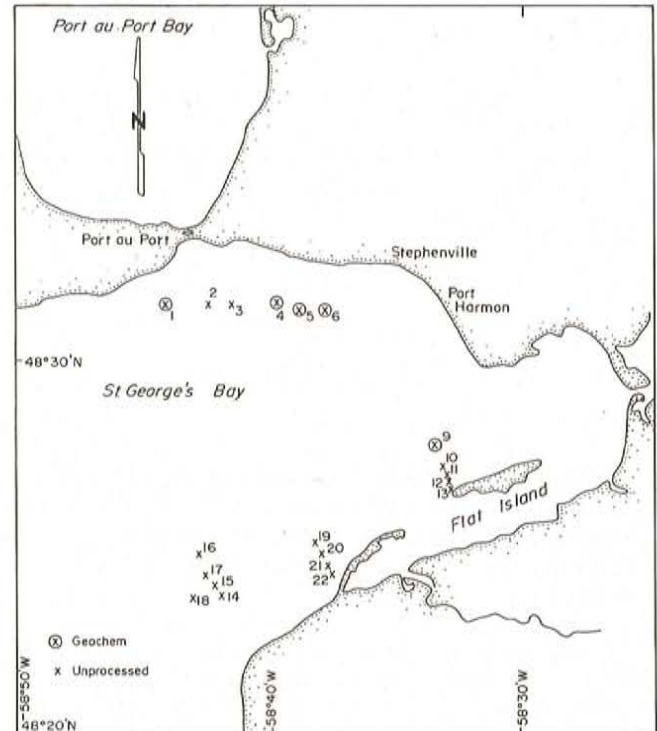 Port au Port Bay
N
Port au Port
Stephenville
Port
Harmon
1
2
3
4
5
6
48°30'N
St George's Bay
9
10
11
12
13
Flat Island
16
17
15
18
14
19
20
21
22
Geochem
x Unprocessed
58°50'W
58°40'W
58°30'W
48°20'N